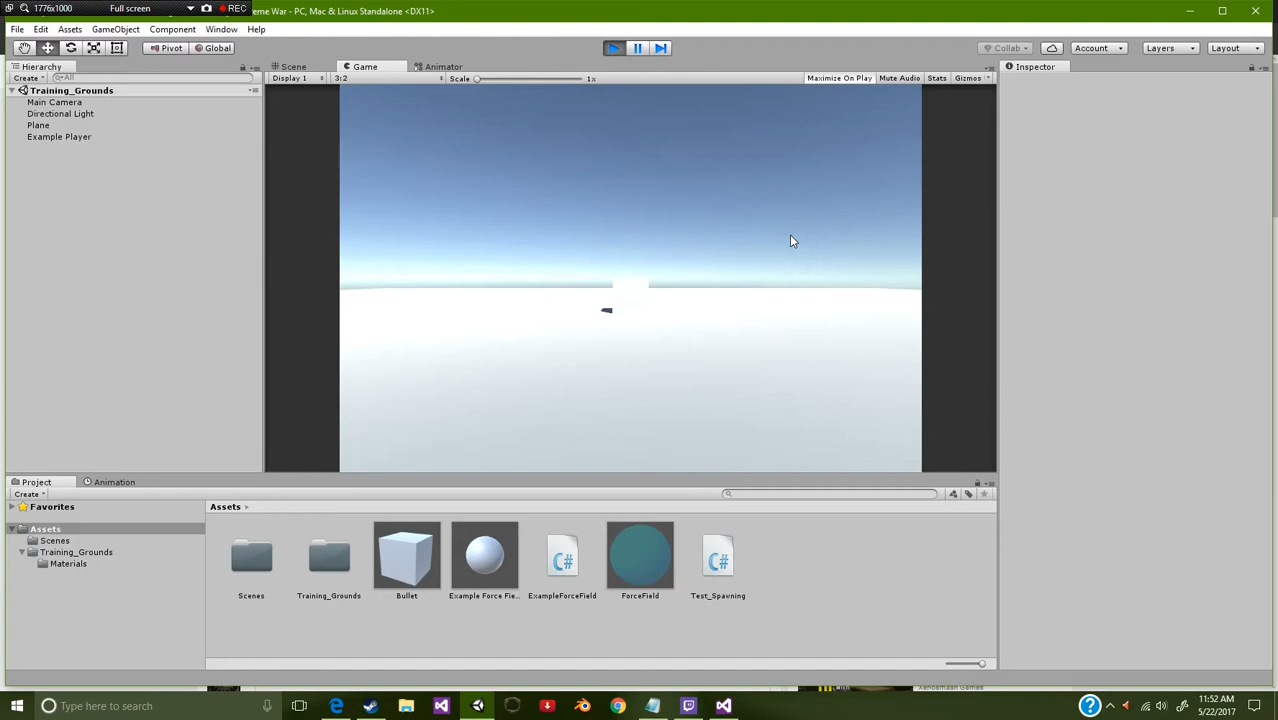 1776x1000 Full screen REC eme War - PC, Mac & Linux Standalone <DX11>
File Edit Assets GameObject Component Window Help
Pivot Global Collab Account Layers Layout
Hierarchy Scene Game Animator Inspector
Create All Display 1 3:2 Scale 1x Maximize On Play Mute Audio Stats Gizmos
Training_Grounds
Main Camera
Directional Light
Plane
Example Player
Project Animation
Create
Favorites Assets
Assets
Scenes
Training_Grounds
Materials
Scenes Training_Grounds Bullet Example Force Fie... ExampleForceField ForceField Test_Spawning
Type here to search
11:52 AM
5/22/2017